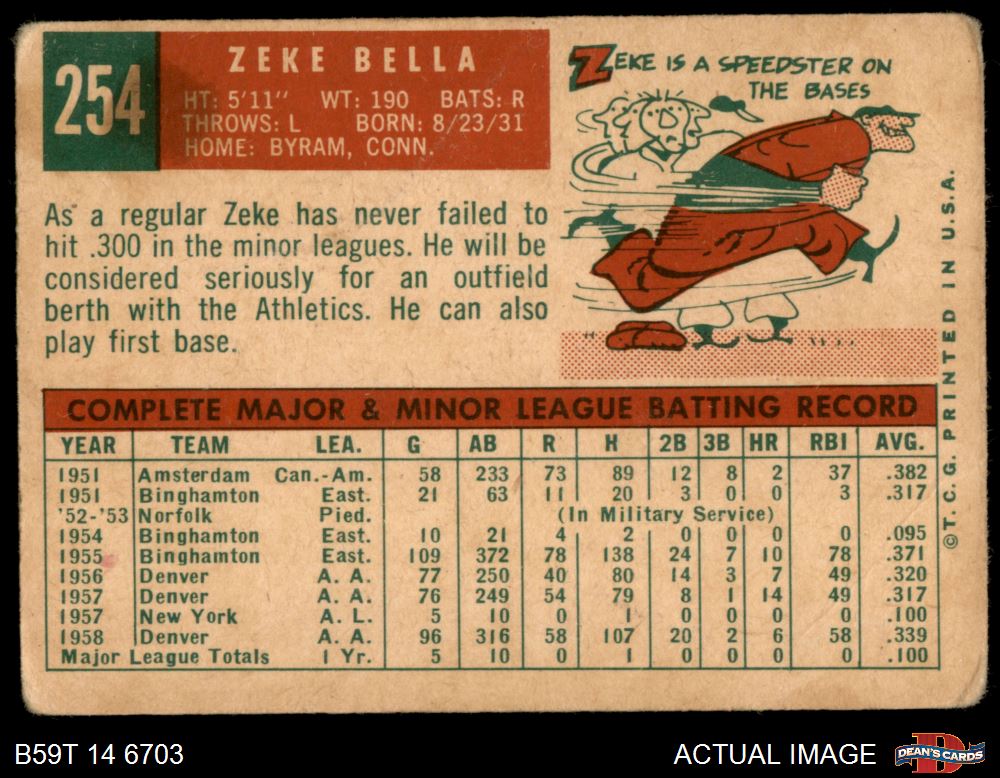 254
ZEKE BELLA
HT: 5'11" WT: 190 BATS: R
THROWS: L BORN: 8/23/31
HOME: BYRAM, CONN.
ZEKE IS A SPEEDSTER ON
THE BASES
As a regular Zeke has never failed to
hit .300 in the minor leagues. He will be
considered seriously for an outfield
berth with the Athletics. He can also
play first base.
COMPLETE MAJOR & MINOR LEAGUE BATTING RECORD
YEAR TEAM LEA. G AB R H 2B 3B HR RBI AVG.
1951 Amsterdam Can.-Am. 58 233 73 89 12 8 2 37 .382
1951 Binghamton East. 21 63 11 20 3 0 0 3 .317
'52-'53 Norfolk Pied. (In Military Service)
1954 Binghamton East. 10 21 4 2 0 0 0 0 .095
1955 Binghamton East. 109 372 78 138 24 7 10 78 .371
1956 Denver A. A. 77 250 40 80 14 3 7 49 .320
1957 Denver A. A. 76 249 54 79 8 1 14 49 .317
1957 New York A. L. 5 10 0 1 0 0 0 0 .100
1958 Denver A. A. 96 316 58 107 20 2 6 58 .339
Major League Totals 1 Yr. 5 10 0 1 0 0 0 0 .100
©T. C. G. PRINTED IN U.S.A.
B59T 14 6703
ACTUAL IMAGE
DEAN'S CARDS